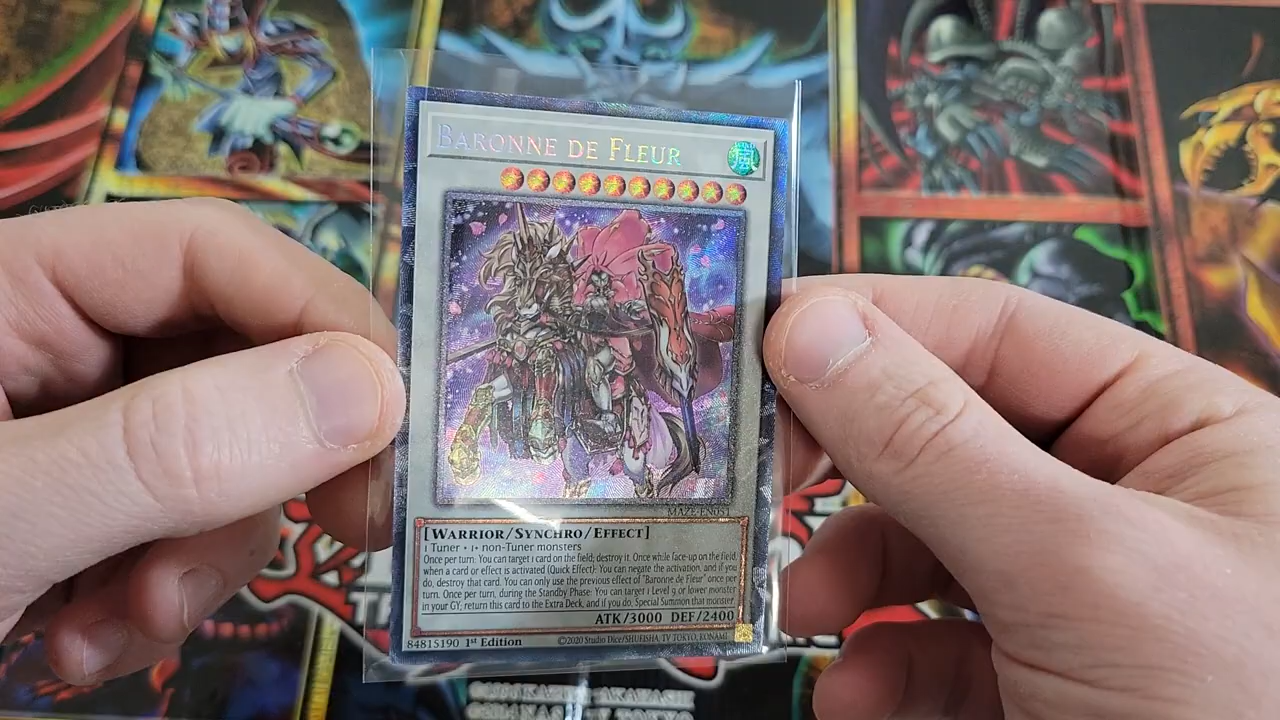 BARONNE DE FLEUR
風
MAZE-EN051
[WARRIOR/SYNCHRO/EFFECT]
1 Tuner + 1+ non-Tuner monsters
Once per turn: You can target 1 card on the field; destroy it. Once while face-up on the field,
when a card or effect is activated (Quick Effect): You can negate the activation, and if you
do, destroy that card. You can only use the previous effect of "Baronne de Fleur" once per
turn. Once per turn, during the Standby Phase: You can target 1 Level 9 or lower monster
in your GY; return this card to the Extra Deck, and if you do, Special Summon that monster.
ATK/3000 DEF/2400
84815190 1st Edition
©2020 Studio Dice/SHUEISHA, TV TOKYO, KONAMI